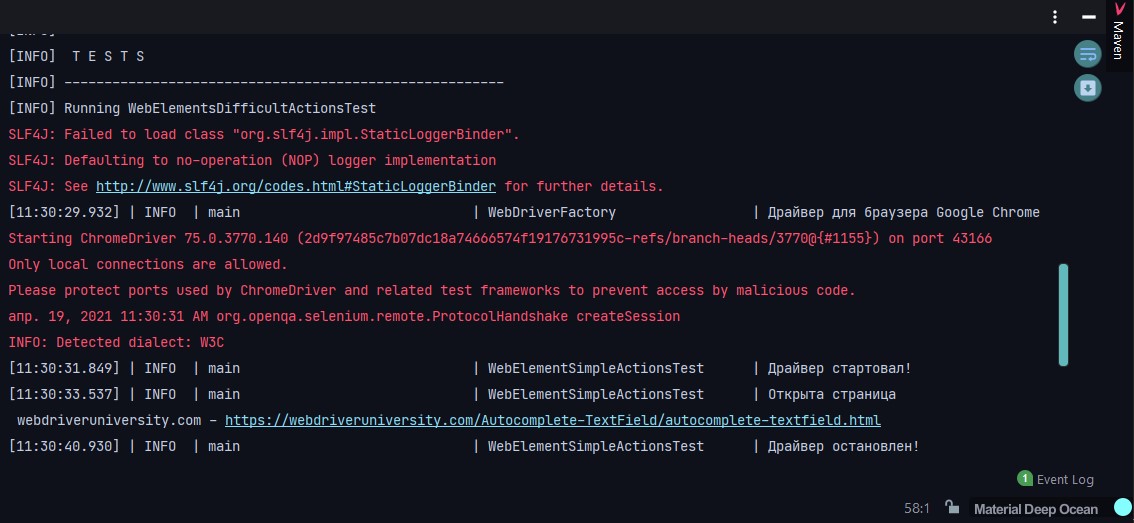 Maven
[INFO]  T E S T S
[INFO] -------------------------------------------------------
[INFO] Running WebElementsDifficultActionsTest
SLF4J: Failed to load class "org.slf4j.impl.StaticLoggerBinder".
SLF4J: Defaulting to no-operation (NOP) logger implementation
SLF4J: See http://www.slf4j.org/codes.html#StaticLoggerBinder for further details.
[11:30:29.932] | INFO  | main | WebDriverFactory | Драйвер для браузера Google Chrome
Starting ChromeDriver 75.0.3770.140 (2d9f97485c7b07dc18a74666574f19176731995c-refs/branch-heads/3770@{#1155}) on port 43166
Only local connections are allowed.
Please protect ports used by ChromeDriver and related test frameworks to prevent access by malicious code.
апр. 19, 2021 11:30:31 AM org.openqa.selenium.remote.ProtocolHandshake createSession
INFO: Detected dialect: W3C
[11:30:31.849] | INFO  | main | WebElementSimpleActionsTest | Драйвер стартовал!
[11:30:33.537] | INFO  | main | WebElementSimpleActionsTest | Открыта страница
webdriveruniversity.com – https://webdriveruniversity.com/Autocomplete-TextField/autocomplete-textfield.html
[11:30:40.930] | INFO  | main | WebElementSimpleActionsTest | Драйвер остановлен!
1 Event Log
58:1 Material Deep Ocean